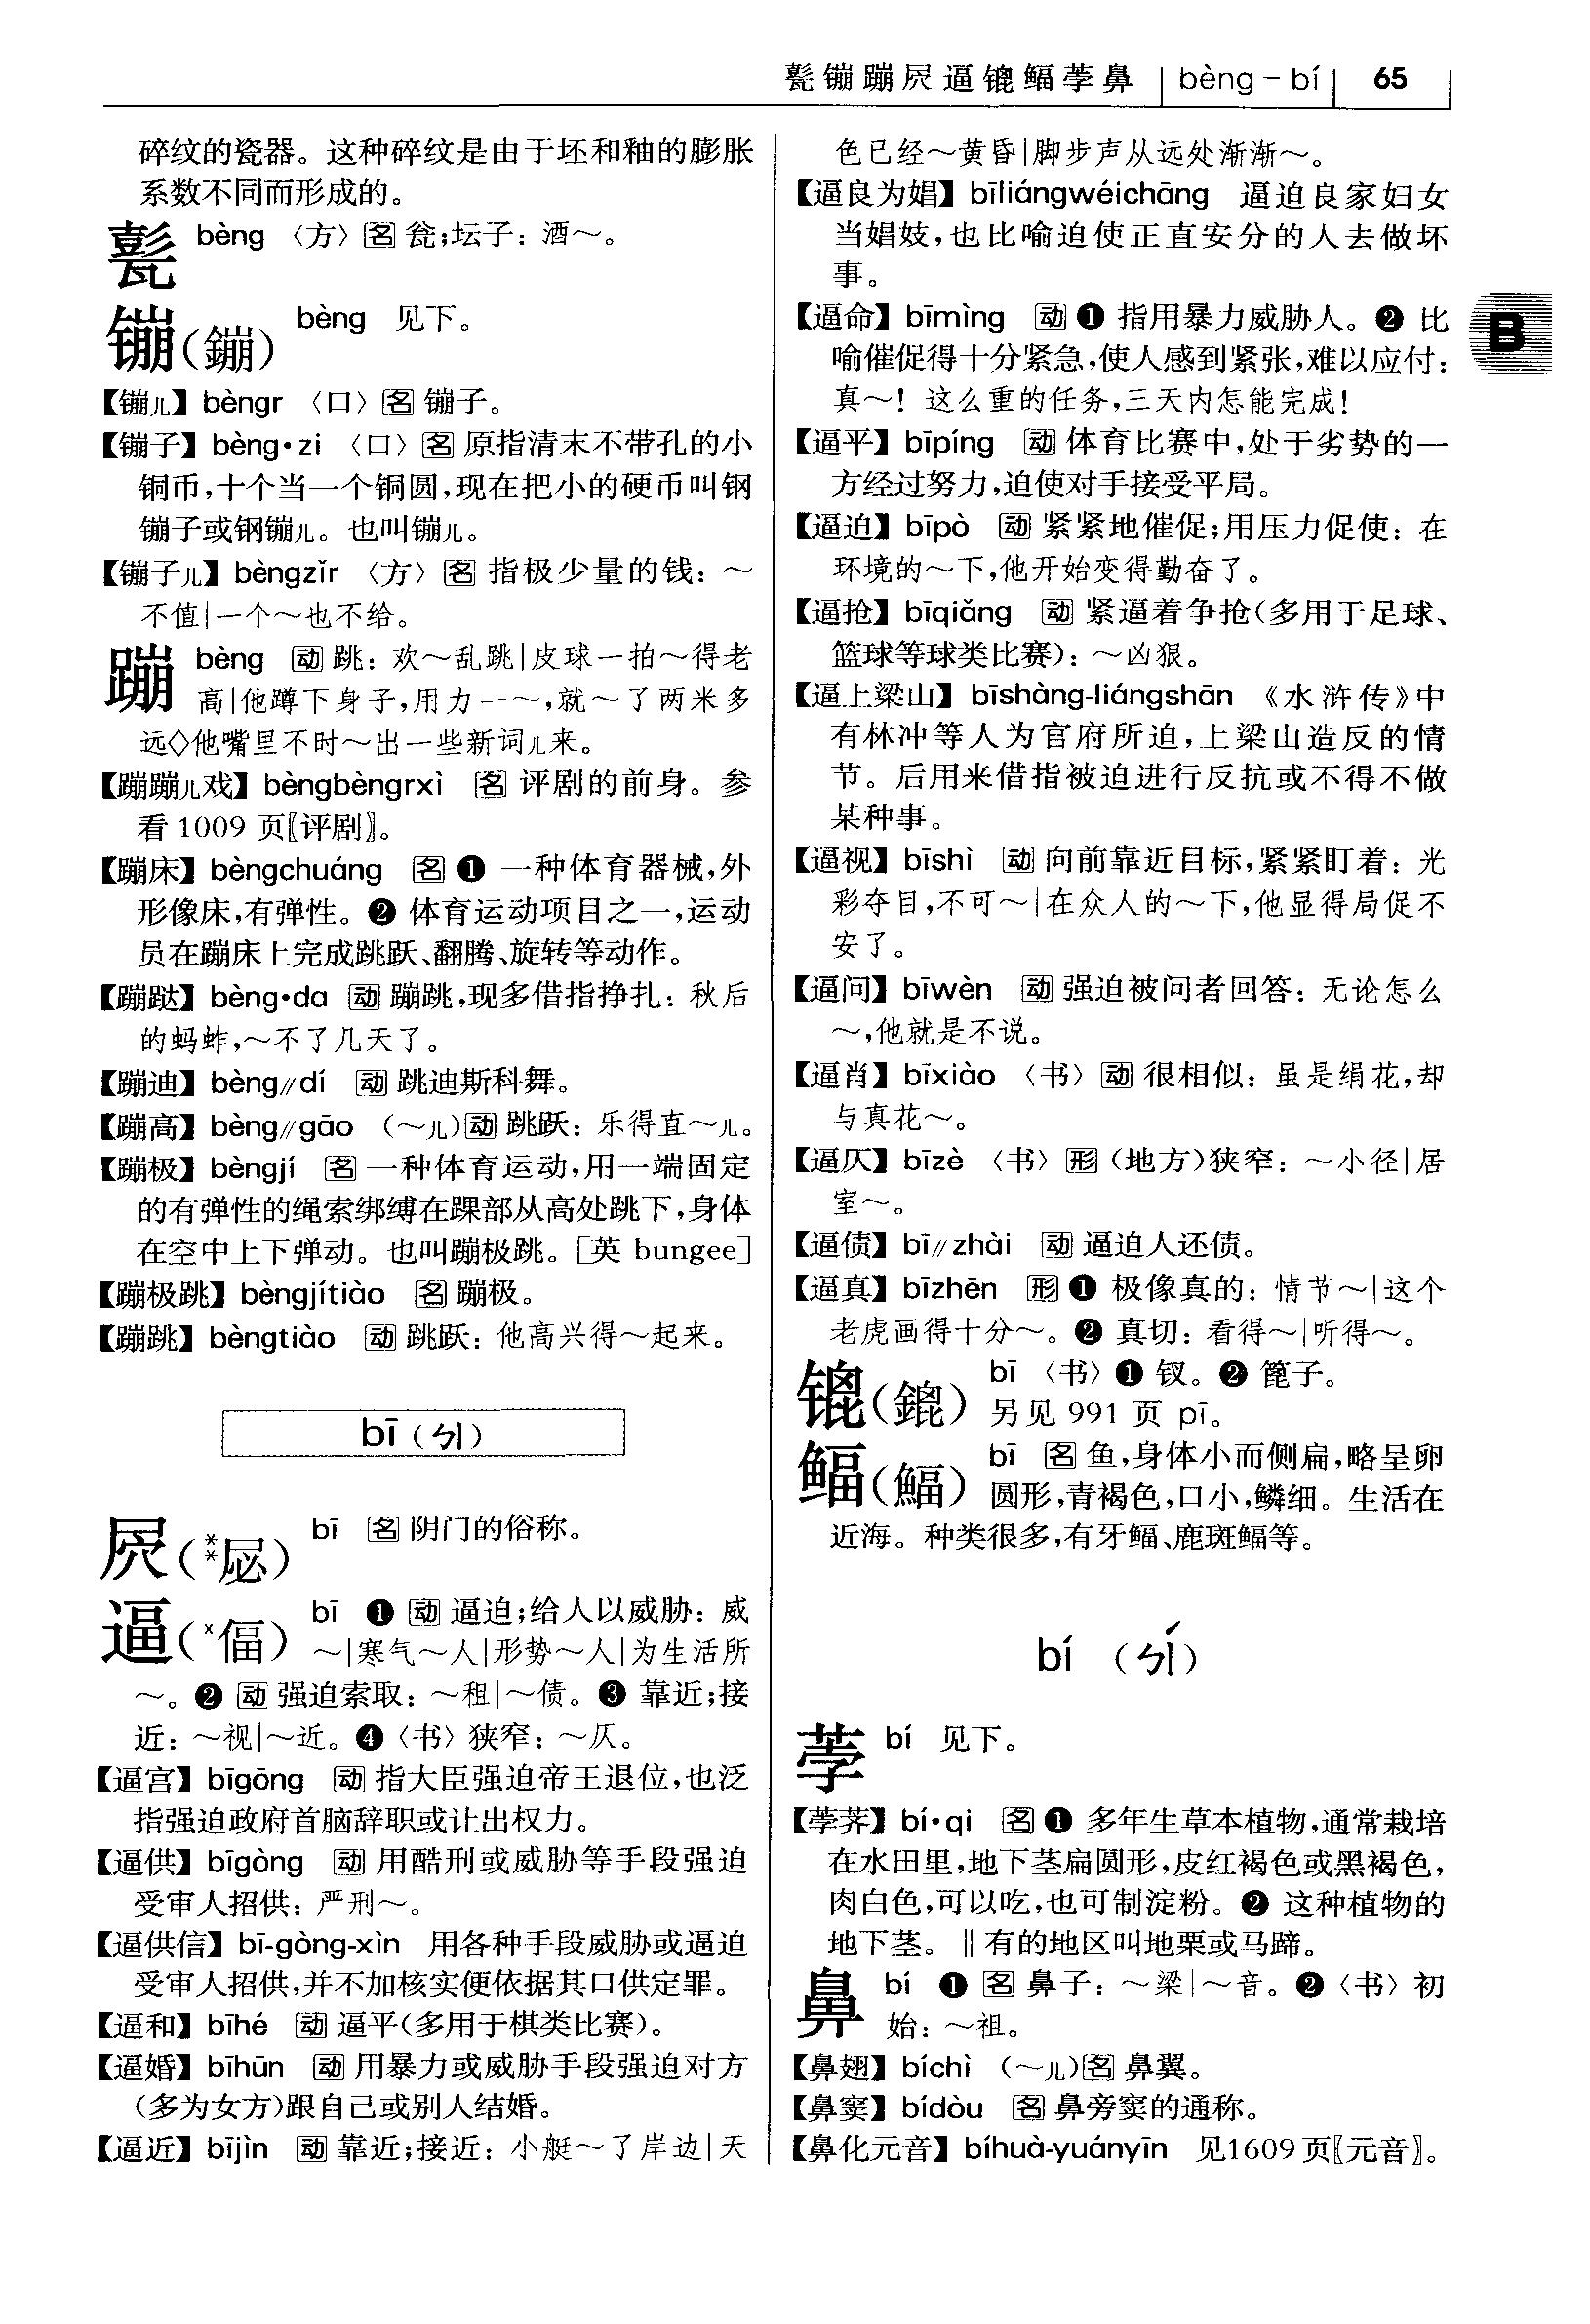 甏镚蹦屄逼𫔄鲾荸鼻 bèng－bí 65
碎纹的瓷器。这种碎纹是由于坯和釉的膨胀
系数不同而形成的。
甏 bèng 〈方〉名 瓮；坛子：酒～。
镚（鏰） bèng 见下。
【镚儿】bèngr 〈口〉名 镚子。
【镚子】bèng·zi 〈口〉名 原指清末不带孔的小
铜币，十个当一个铜圆，现在把小的硬币叫钢
镚子或钢镚儿。也叫镚儿。
【镚子儿】bèngzǐr 〈方〉名 指极少量的钱：～
不值｜一个～也不给。
蹦 bèng 动 跳：欢～乱跳｜皮球一拍～得老
高｜他蹲下身子，用力一～，就～了两米多
远◇他嘴里不时～出一些新词儿来。
【蹦蹦儿戏】bèngbèngrxì 名 评剧的前身。参
看 1009 页〖评剧〗。
【蹦床】bèngchuáng 名 ❶ 一种体育器械，外
形像床，有弹性。❷ 体育运动项目之一，运动
员在蹦床上完成跳跃、翻腾、旋转等动作。
【蹦跶】bèng·da 动 蹦跳，现多借指挣扎：秋后
的蚂蚱，～不了几天了。
【蹦迪】bèng∥dí 动 跳迪斯科舞。
【蹦高】bèng∥gāo （～儿）动 跳跃：乐得直～儿。
【蹦极】bèngjí 名 一种体育运动，用一端固定
的有弹性的绳索绑缚在踝部从高处跳下，身体
在空中上下弹动。也叫蹦极跳。［英 bungee］
【蹦极跳】bèngjítiào 名 蹦极。
【蹦跳】bèngtiào 动 跳跃：他高兴得～起来。
bī（ㄅㄧ）
屄（**屄） bī 名 阴门的俗称。
逼（×偪） bī ❶ 动 逼迫；给人以威胁：威
～｜寒气～人｜形势～人｜为生活所
～。❷ 动 强迫索取：～租｜～债。❸ 靠近；接
近：～视｜～近。❹〈书〉狭窄：～仄。
【逼宫】bīgōng 动 指大臣强迫帝王退位，也泛
指强迫政府首脑辞职或让出权力。
【逼供】bīgòng 动 用酷刑或威胁等手段强迫
受审人招供：严刑～。
【逼供信】bī-gòng-xìn 用各种手段威胁或逼迫
受审人招供，并不加核实便依据其口供定罪。
【逼和】bīhé 动 逼平（多用于棋类比赛）。
【逼婚】bīhūn 动 用暴力或威胁手段强迫对方
（多为女方）跟自己或别人结婚。
【逼近】bījìn 动 靠近；接近：小艇～了岸边｜天
色已经～黄昏｜脚步声从远处渐渐～。
【逼良为娼】bīliángwéichāng 逼迫良家妇女
当娼妓，也比喻迫使正直安分的人去做坏
事。
【逼命】bīmìng 动 ❶ 指用暴力威胁人。❷ 比
喻催促得十分紧急，使人感到紧张，难以应付：
真～！这么重的任务，三天内怎能完成！
【逼平】bīpíng 动 体育比赛中，处于劣势的一
方经过努力，迫使对手接受平局。
【逼迫】bīpò 动 紧紧地催促；用压力促使：在
环境的～下，他开始变得勤奋了。
【逼抢】bīqiǎng 动 紧逼着争抢（多用于足球、
篮球等球类比赛）：～凶狠。
【逼上梁山】bīshàng-liángshān 《水浒传》中
有林冲等人为官府所迫，上梁山造反的情
节。后用来借指被迫进行反抗或不得不做
某种事。
【逼视】bīshì 动 向前靠近目标，紧紧盯着：光
彩夺目，不可～｜在众人的～下，他显得局促不
安了。
【逼问】bīwèn 动 强迫被问者回答：无论怎么
～，他就是不说。
【逼肖】bīxiào 〈书〉动 很相似：虽是绢花，却
与真花～。
【逼仄】bīzè 〈书〉形（地方）狭窄：～小径｜居
室～。
【逼债】bī∥zhài 动 逼迫人还债。
【逼真】bīzhēn 形 ❶ 极像真的：情节～｜这个
老虎画得十分～。❷ 真切：看得～｜听得～。
（鎞） bī 〈书〉❶ 钗。❷ 篦子。
另见 991 页 pī。
鲾（鰏） bī 名 鱼，身体小而侧扁，略呈卵
圆形，青褐色，口小，鳞细。生活在
近海。种类很多，有牙鲾、鹿斑鲾等。
bí （ㄅㄧˊ）
荸 bí 见下。
【荸荠】bí·qi 名 ❶ 多年生草本植物，通常栽培
在水田里，地下茎扁圆形，皮红褐色或黑褐色，
肉白色，可以吃，也可制淀粉。❷ 这种植物的
地下茎。‖有的地区叫地栗或马蹄。
鼻 bí ❶ 名 鼻子：～梁｜～音。❷〈书〉初
始：～祖。
【鼻翅】bíchì （～儿）名 鼻翼。
【鼻窦】bídòu 名 鼻旁窦的通称。
【鼻化元音】bíhuà-yuányīn 见1609页〖元音〗。
B